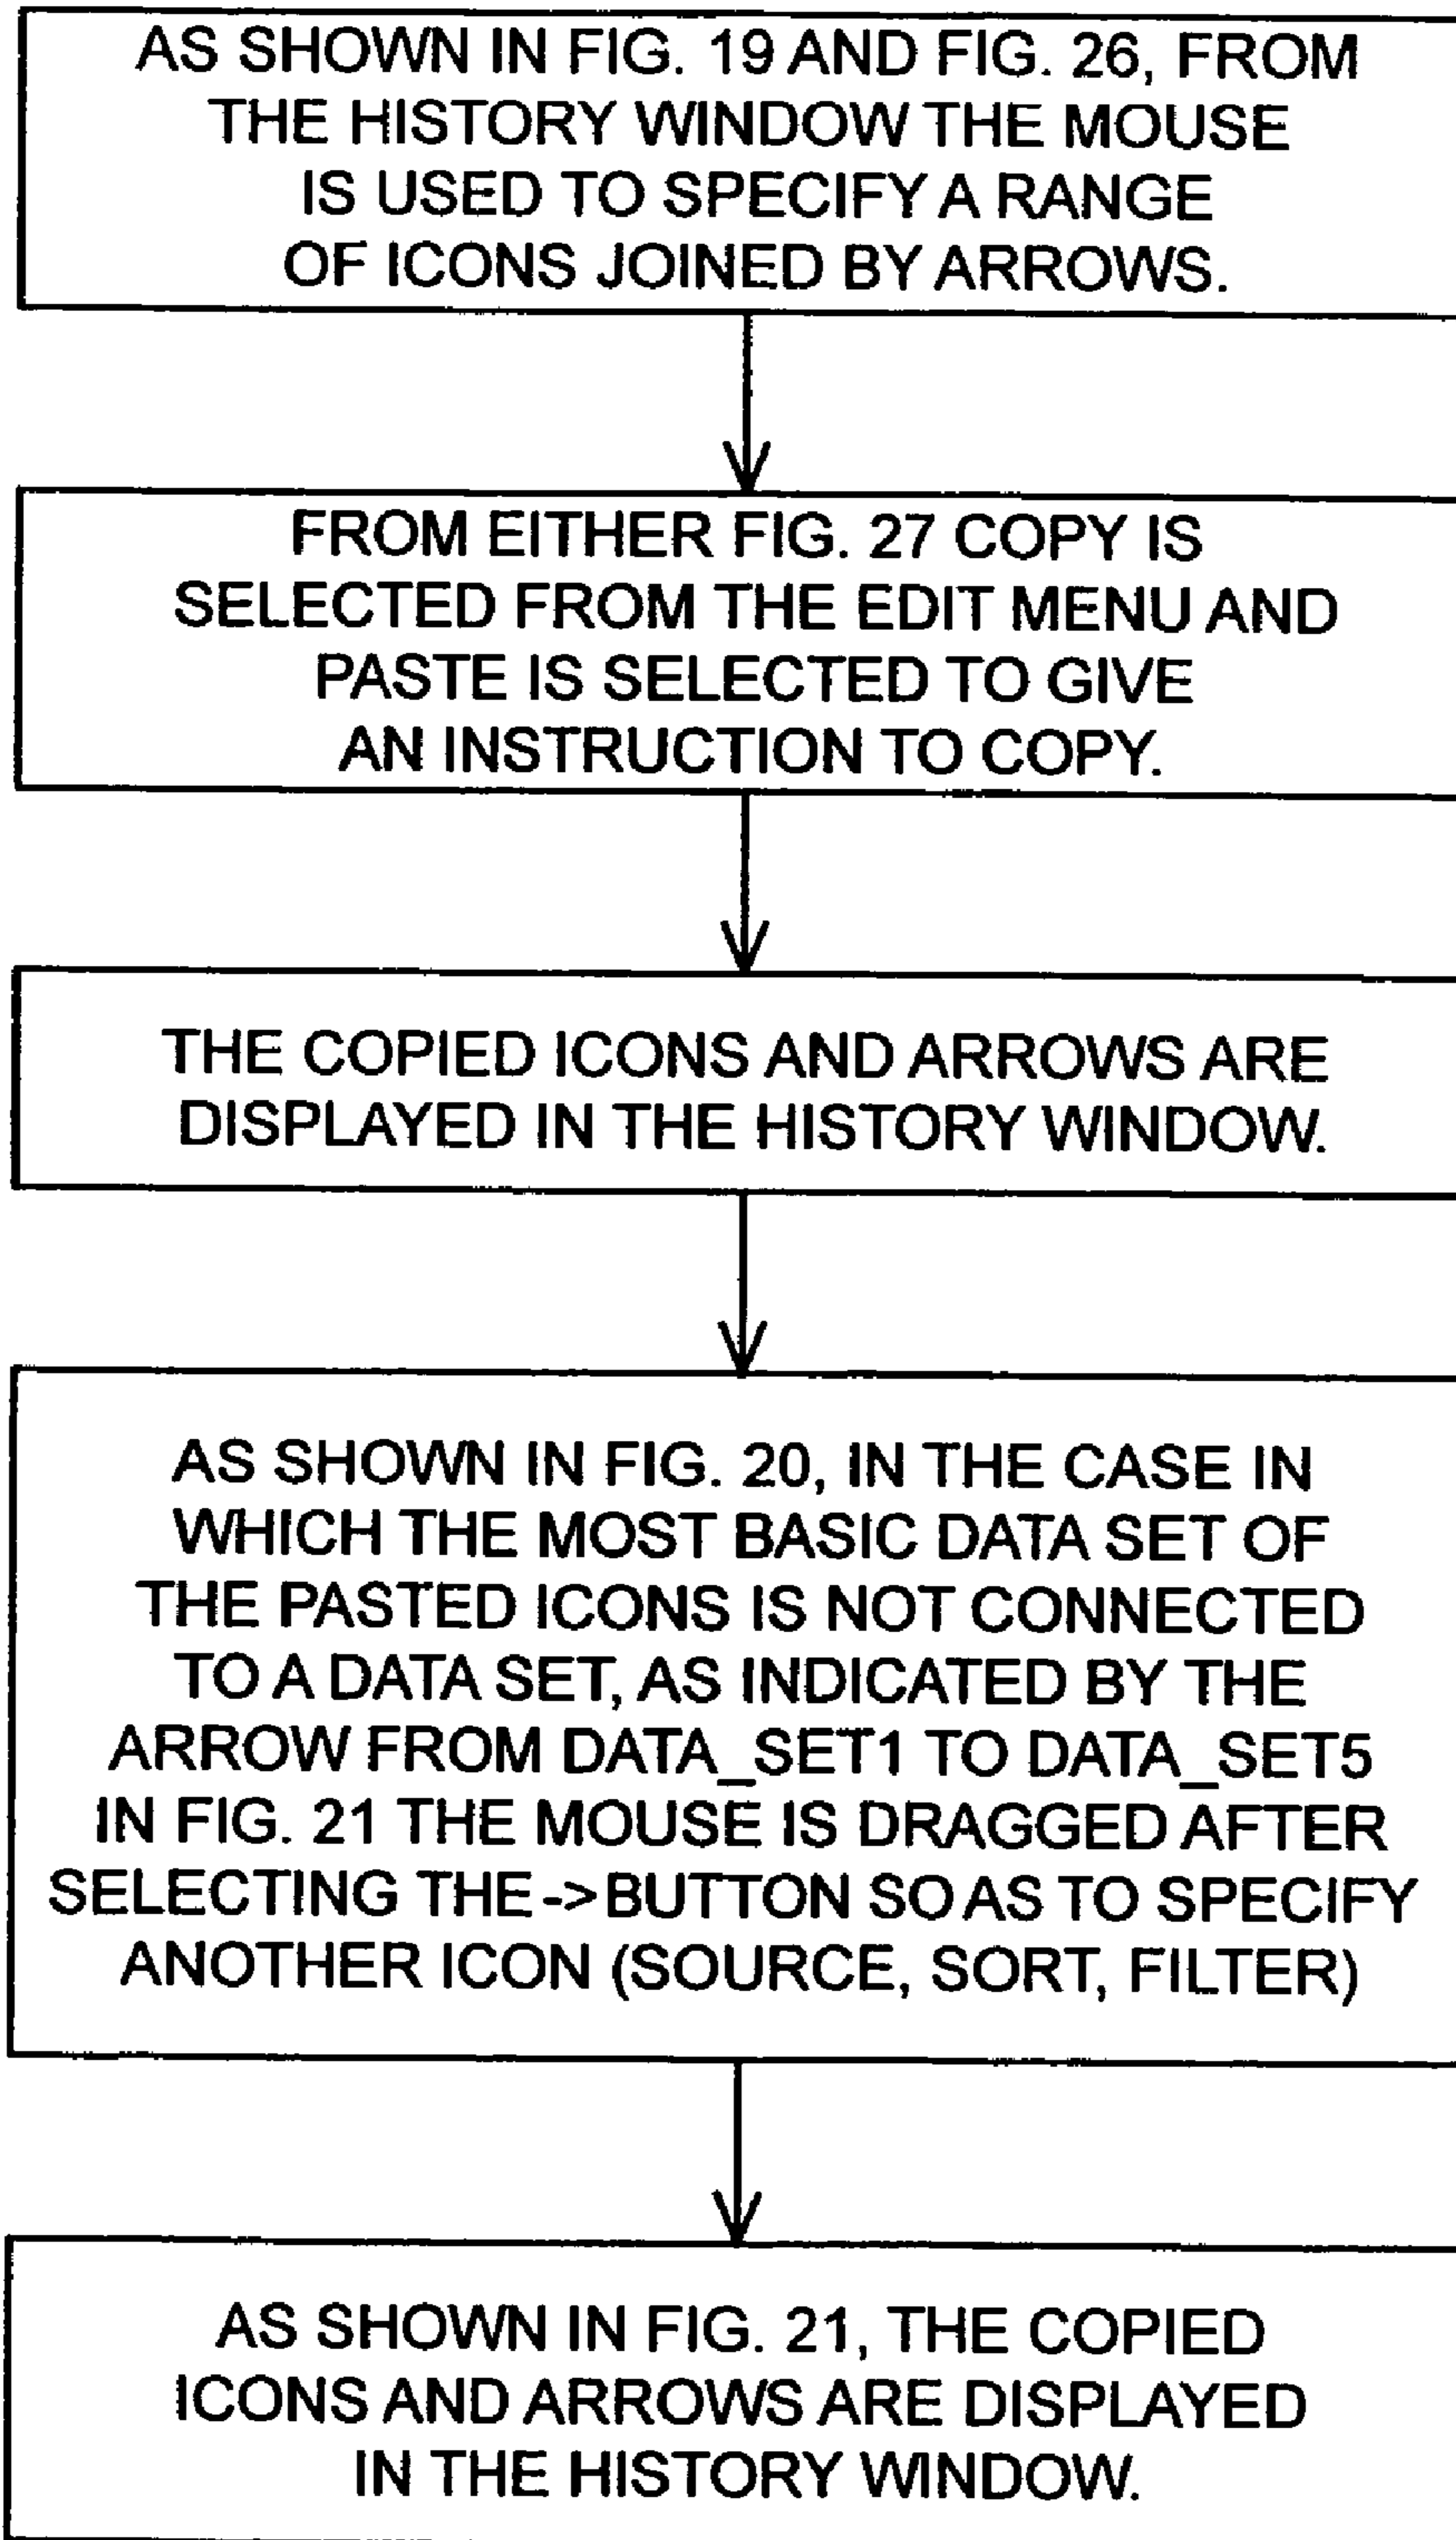 AS SHOWN IN FIG. 19 AND FIG. 26, FROM
THE HISTORY WINDOW THE MOUSE
IS USED TO SPECIFY A RANGE
OF ICONS JOINED BY ARROWS.
FROM EITHER FIG. 27 COPY IS
SELECTED FROM THE EDIT MENU AND
PASTE IS SELECTED TO GIVE
AN INSTRUCTION TO COPY.
THE COPIED ICONS AND ARROWS ARE
DISPLAYED IN THE HISTORY WINDOW.
AS SHOWN IN FIG. 20, IN THE CASE IN
WHICH THE MOST BASIC DATA SET OF
THE PASTED ICONS IS NOT CONNECTED
TO A DATA SET, AS INDICATED BY THE
ARROW FROM DATA_SET1 TO DATA_SET5
IN FIG. 21 THE MOUSE IS DRAGGED AFTER
SELECTING THE -> BUTTON SO AS TO SPECIFY
ANOTHER ICON (SOURCE, SORT, FILTER)
AS SHOWN IN FIG. 21, THE COPIED
ICONS AND ARROWS ARE DISPLAYED
IN THE HISTORY WINDOW.